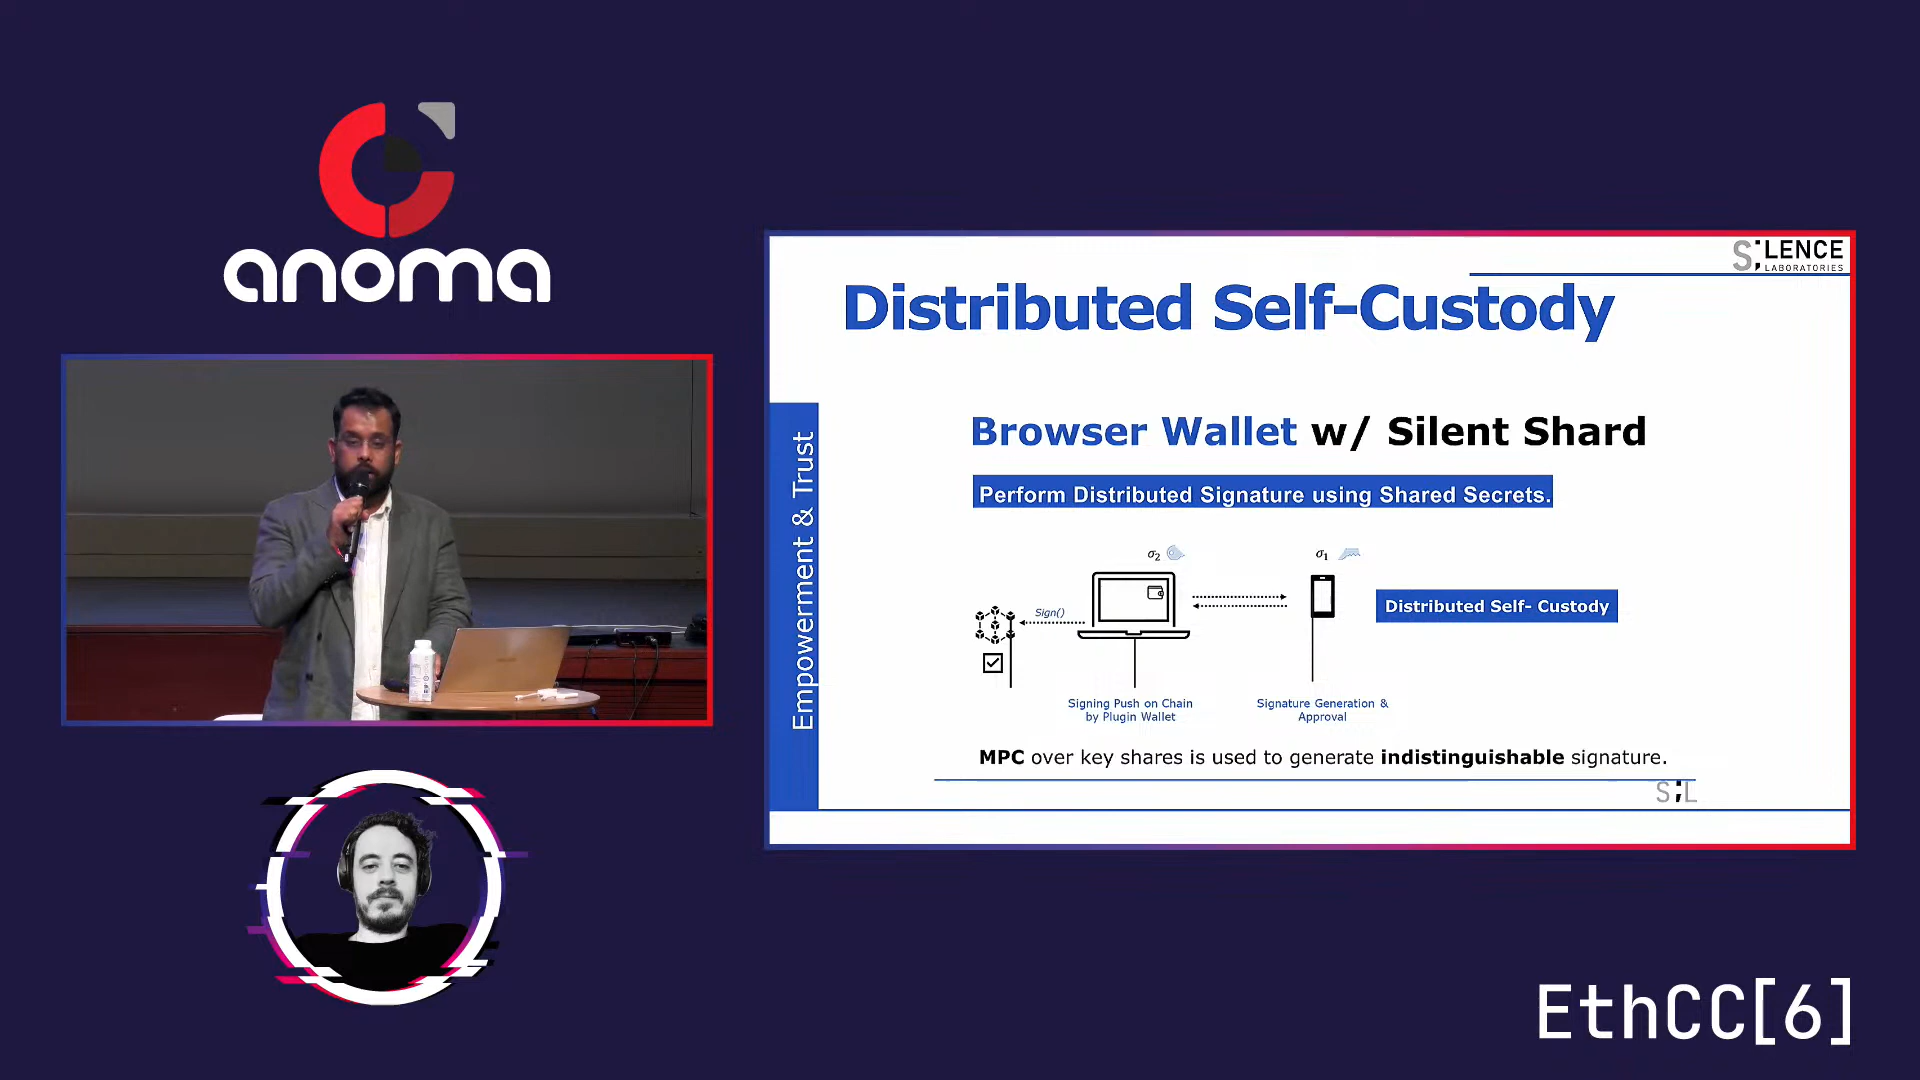 anoma
S;LENCE
LABORATORIES
Distributed Self-Custody
Empowerment & Trust
Browser Wallet w/ Silent Shard
Perform Distributed Signature using Shared Secrets.
σ2
σ1
Sign()
Distributed Self- Custody
Signing Push on Chain
by Plugin Wallet
Signature Generation &
Approval
MPC over key shares is used to generate indistinguishable signature.
S;L
EthCC[6]